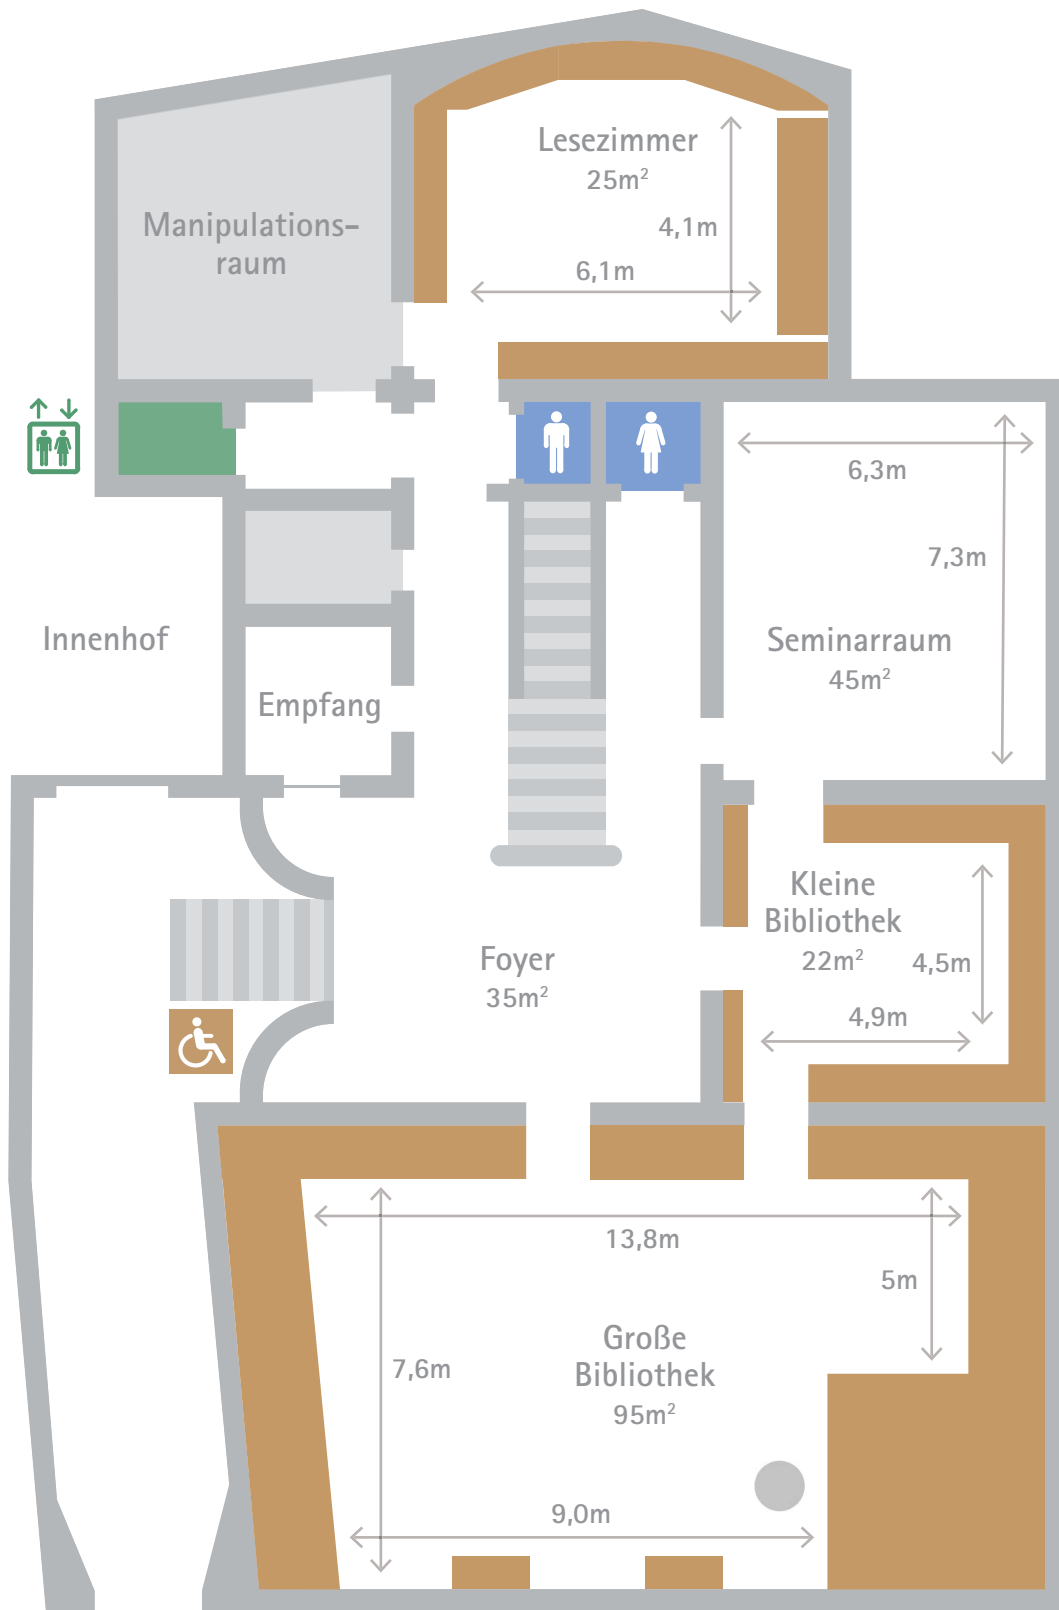 Lesezimmer
25m²
4,1m
6,1m
Manipulations-
raum
6,3m
7,3m
Seminarraum
45m²
Innenhof
Empfang
Kleine
Bibliothek
22m²
4,5m
4,9m
Foyer
35m²
13,8m
5m
7,6m
Große
Bibliothek
95m²
9,0m